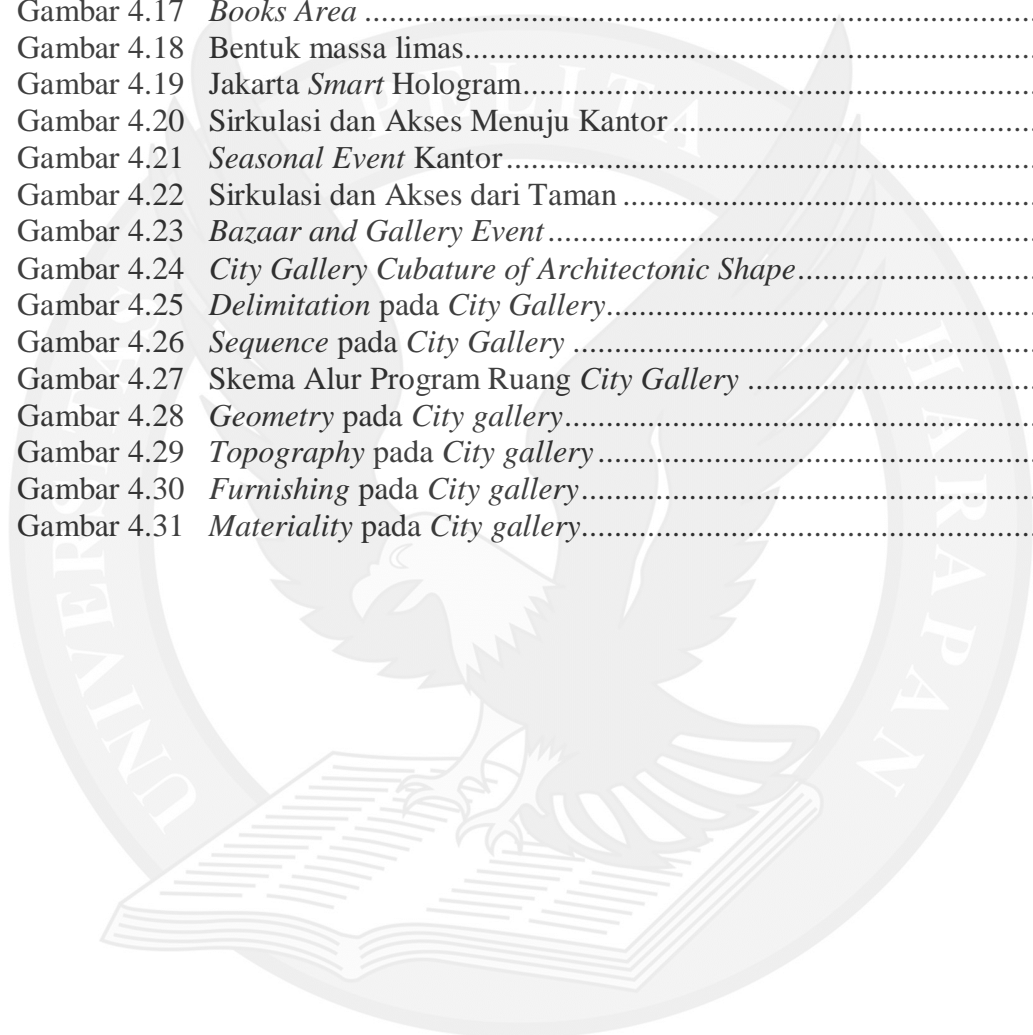 Gambar 4.17 Books Area ........................................................................
Gambar 4.18 Bentuk massa limas........................................................................
Gambar 4.19 Jakarta Smart Hologram........................................................................
Gambar 4.20 Sirkulasi dan Akses Menuju Kantor ........................................................................
Gambar 4.21 Seasonal Event Kantor........................................................................
Gambar 4.22 Sirkulasi dan Akses dari Taman ........................................................................
Gambar 4.23 Bazaar and Gallery Event ........................................................................
Gambar 4.24 City Gallery Cubature of Architectonic Shape........................................................................
Gambar 4.25 Delimitation pada City Gallery........................................................................
Gambar 4.26 Sequence pada City Gallery ........................................................................
Gambar 4.27 Skema Alur Program Ruang City Gallery ........................................................................
Gambar 4.28 Geometry pada City gallery........................................................................
Gambar 4.29 Topography pada City gallery ........................................................................
Gambar 4.30 Furnishing pada City gallery........................................................................
Gambar 4.31 Materiality pada City gallery........................................................................
UNIVERSITAS PELITA HARAPAN